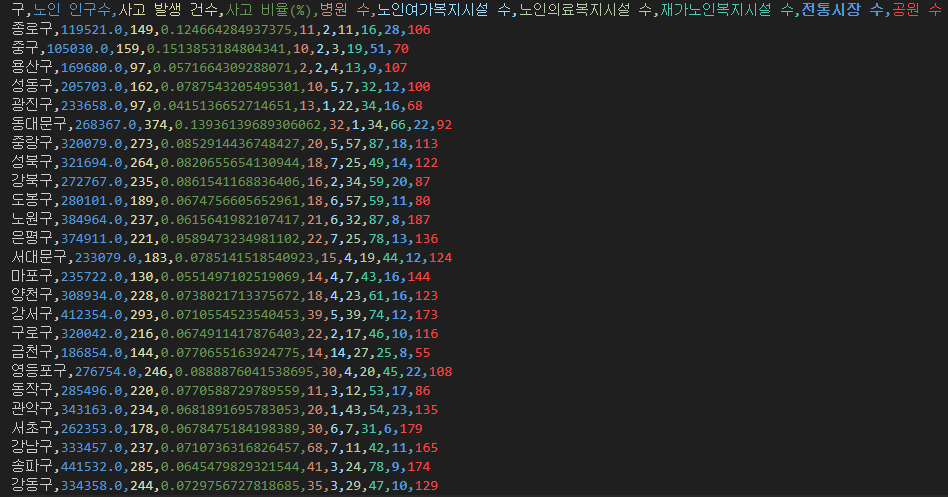 구,노인 인구수,사고 발생 건수,사고 비율(%),병원 수,노인여가복지시설 수,노인의료복지시설 수,재가노인복지시설 수,전통시장 수,공원 수
종로구,119521.0,149,0.124664284937375,11,2,11,16,28,106
중구,105030.0,159,0.1513853184804341,10,2,3,19,51,70
용산구,169680.0,97,0.0571664309288071,2,2,4,13,9,107
성동구,205703.0,162,0.0787543205495301,10,5,7,32,12,100
광진구,233658.0,97,0.0415136652714651,13,1,22,34,16,68
동대문구,268367.0,374,0.13936139689306062,32,1,34,66,22,92
중랑구,320079.0,273,0.0852914436748427,20,5,57,87,18,113
성북구,321694.0,264,0.0820655654130944,18,7,25,49,14,122
강북구,272767.0,235,0.0861541168836406,16,2,34,59,20,87
도봉구,280101.0,189,0.0674756605652961,18,6,57,59,11,80
노원구,384964.0,237,0.0615641982107417,21,6,32,87,8,187
은평구,374911.0,221,0.0589473234981102,22,7,25,78,13,136
서대문구,233079.0,183,0.0785141518540923,15,4,19,44,12,124
마포구,235722.0,130,0.0551497102519069,14,4,7,43,16,144
양천구,308934.0,228,0.0738021713375672,18,4,23,61,16,123
강서구,412354.0,293,0.0710554523540453,39,5,39,74,12,173
구로구,320042.0,216,0.0674911417876403,22,2,17,46,10,116
금천구,186854.0,144,0.0770655163924775,14,14,27,25,8,55
영등포구,276754.0,246,0.0888876041538695,30,4,20,45,22,108
동작구,285496.0,220,0.0770588729789559,11,3,12,53,17,86
관악구,343163.0,234,0.0681891695783053,20,1,43,54,23,135
서초구,262353.0,178,0.0678475184198389,30,6,7,31,6,179
강남구,333457.0,237,0.0710736316826457,68,7,11,42,11,165
송파구,441532.0,285,0.0645479829321544,41,3,24,78,9,174
강동구,334358.0,244,0.0729756727818685,35,3,29,47,10,129